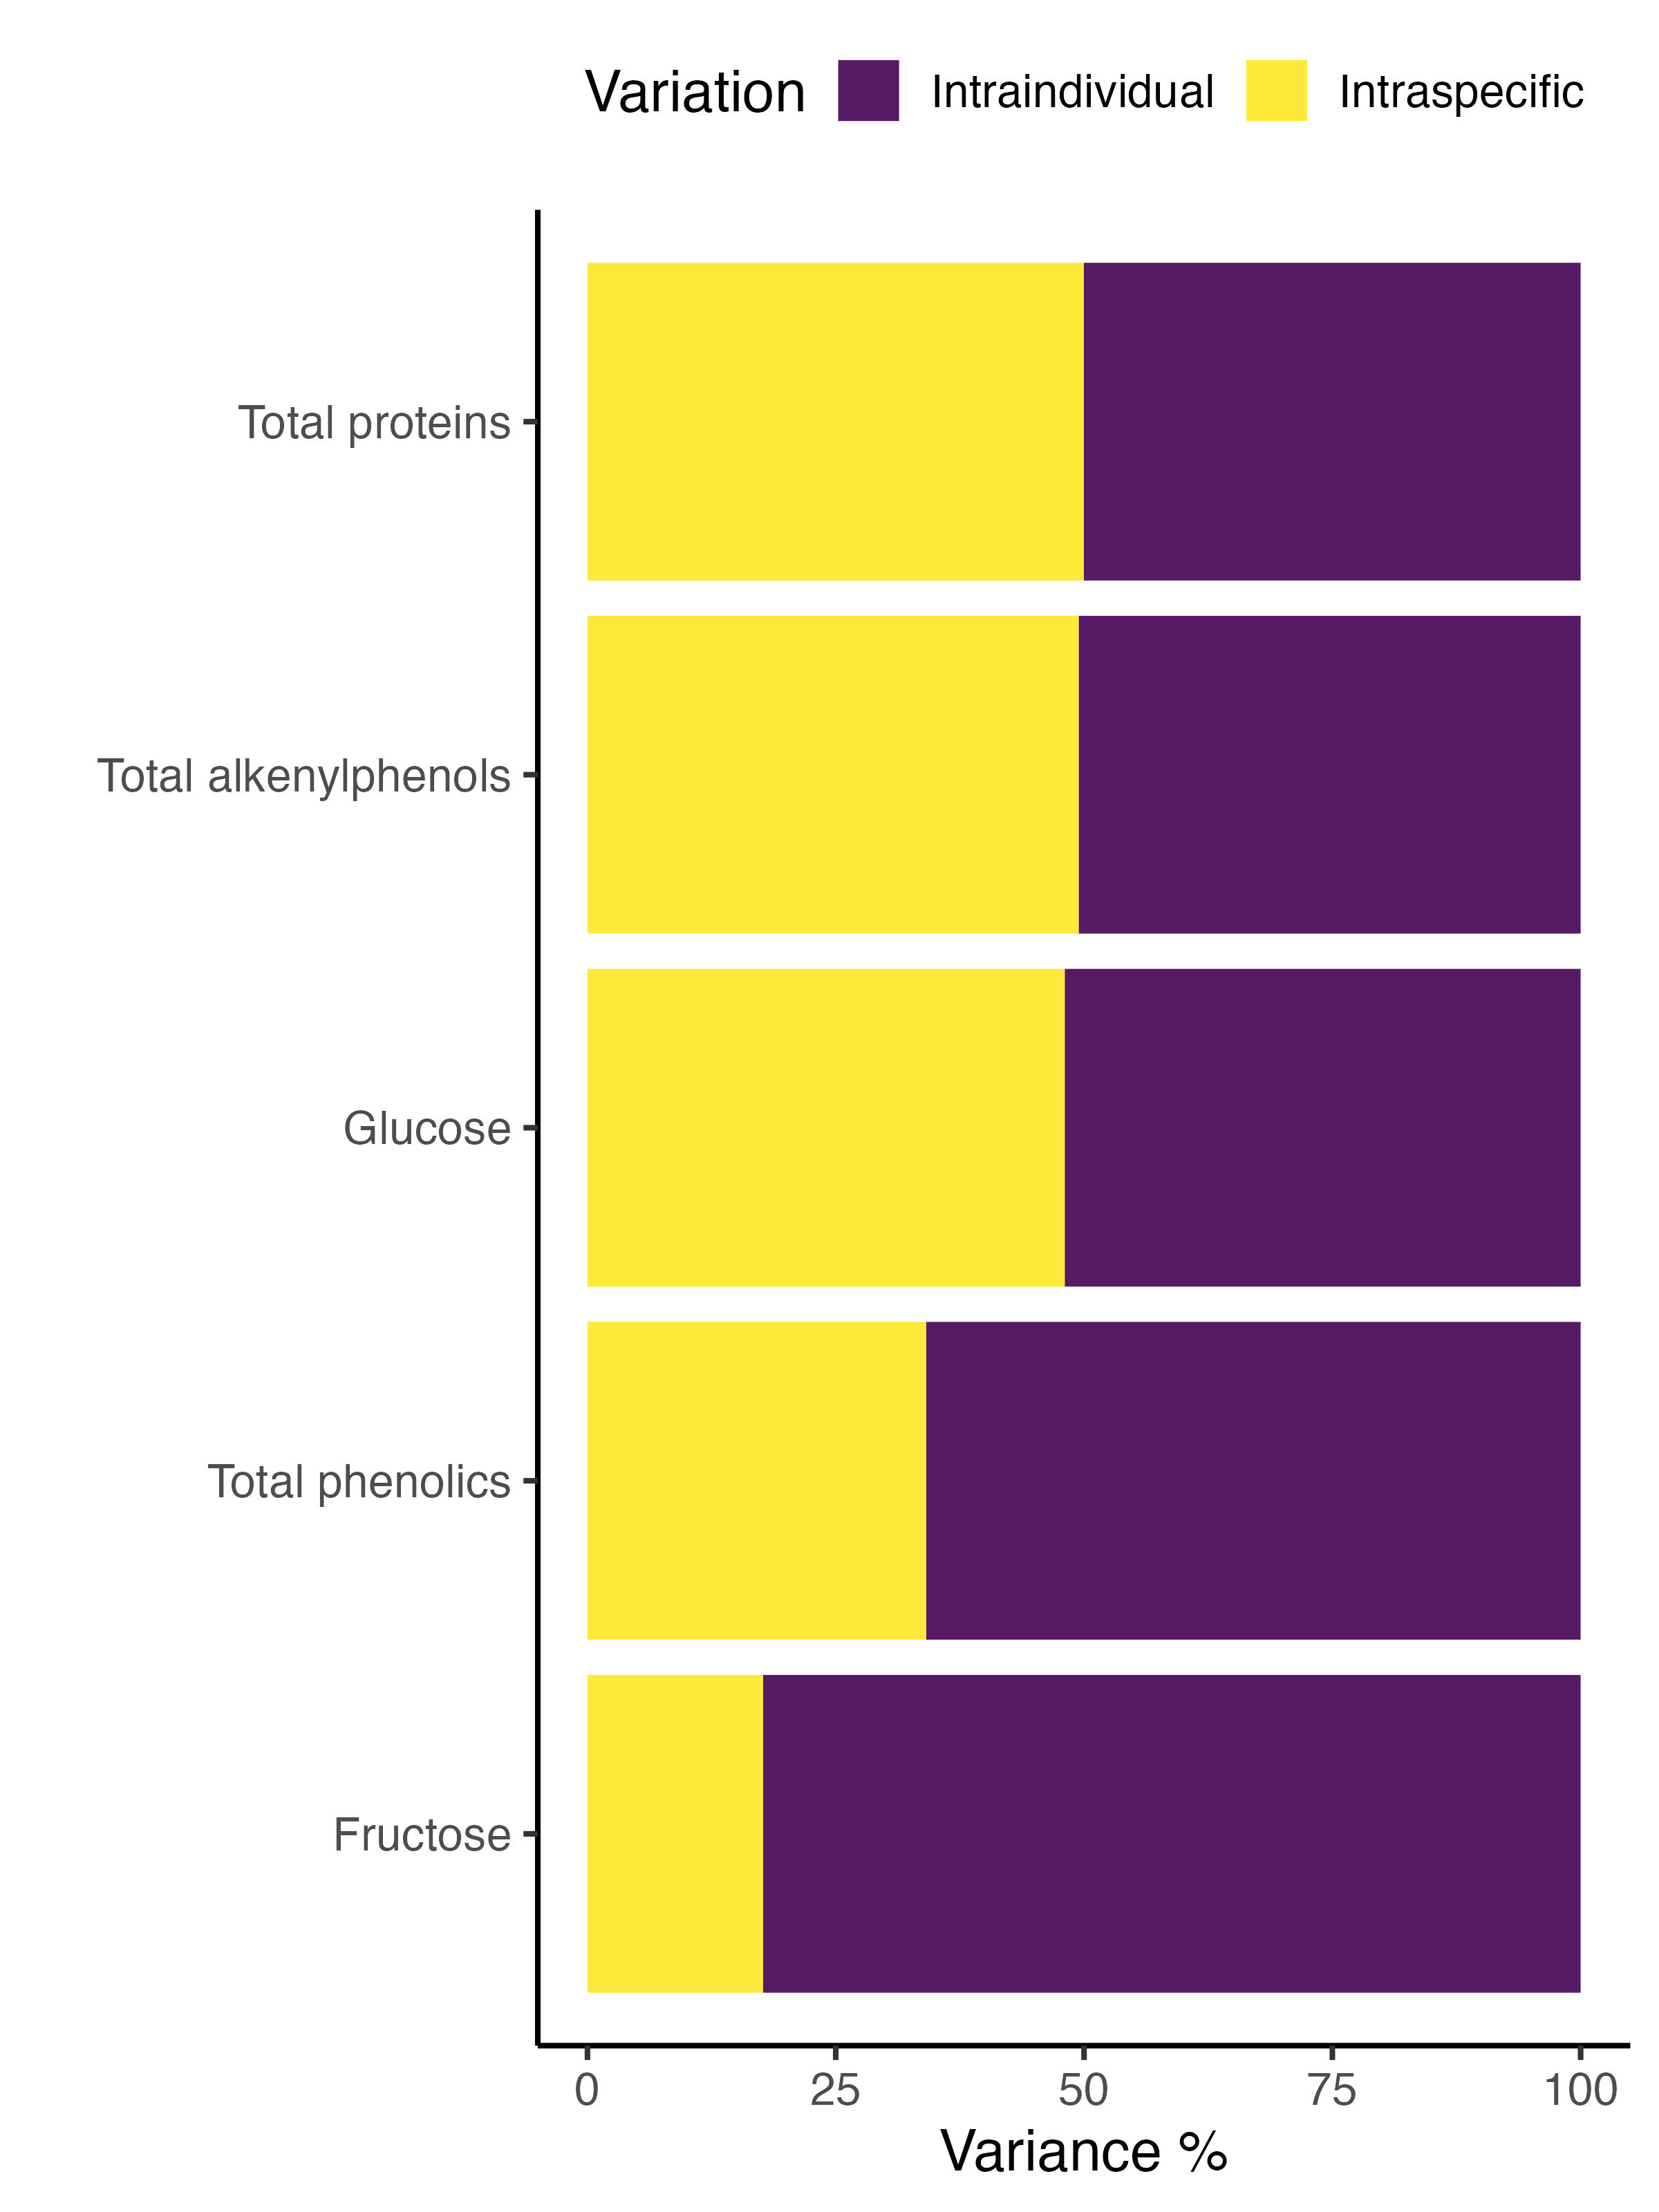 Variation Intraindividual Intraspecific
Total proteins
Total alkenylphenols
Glucose
Total phenolics
Fructose
0 25 50 75 100
Variance %